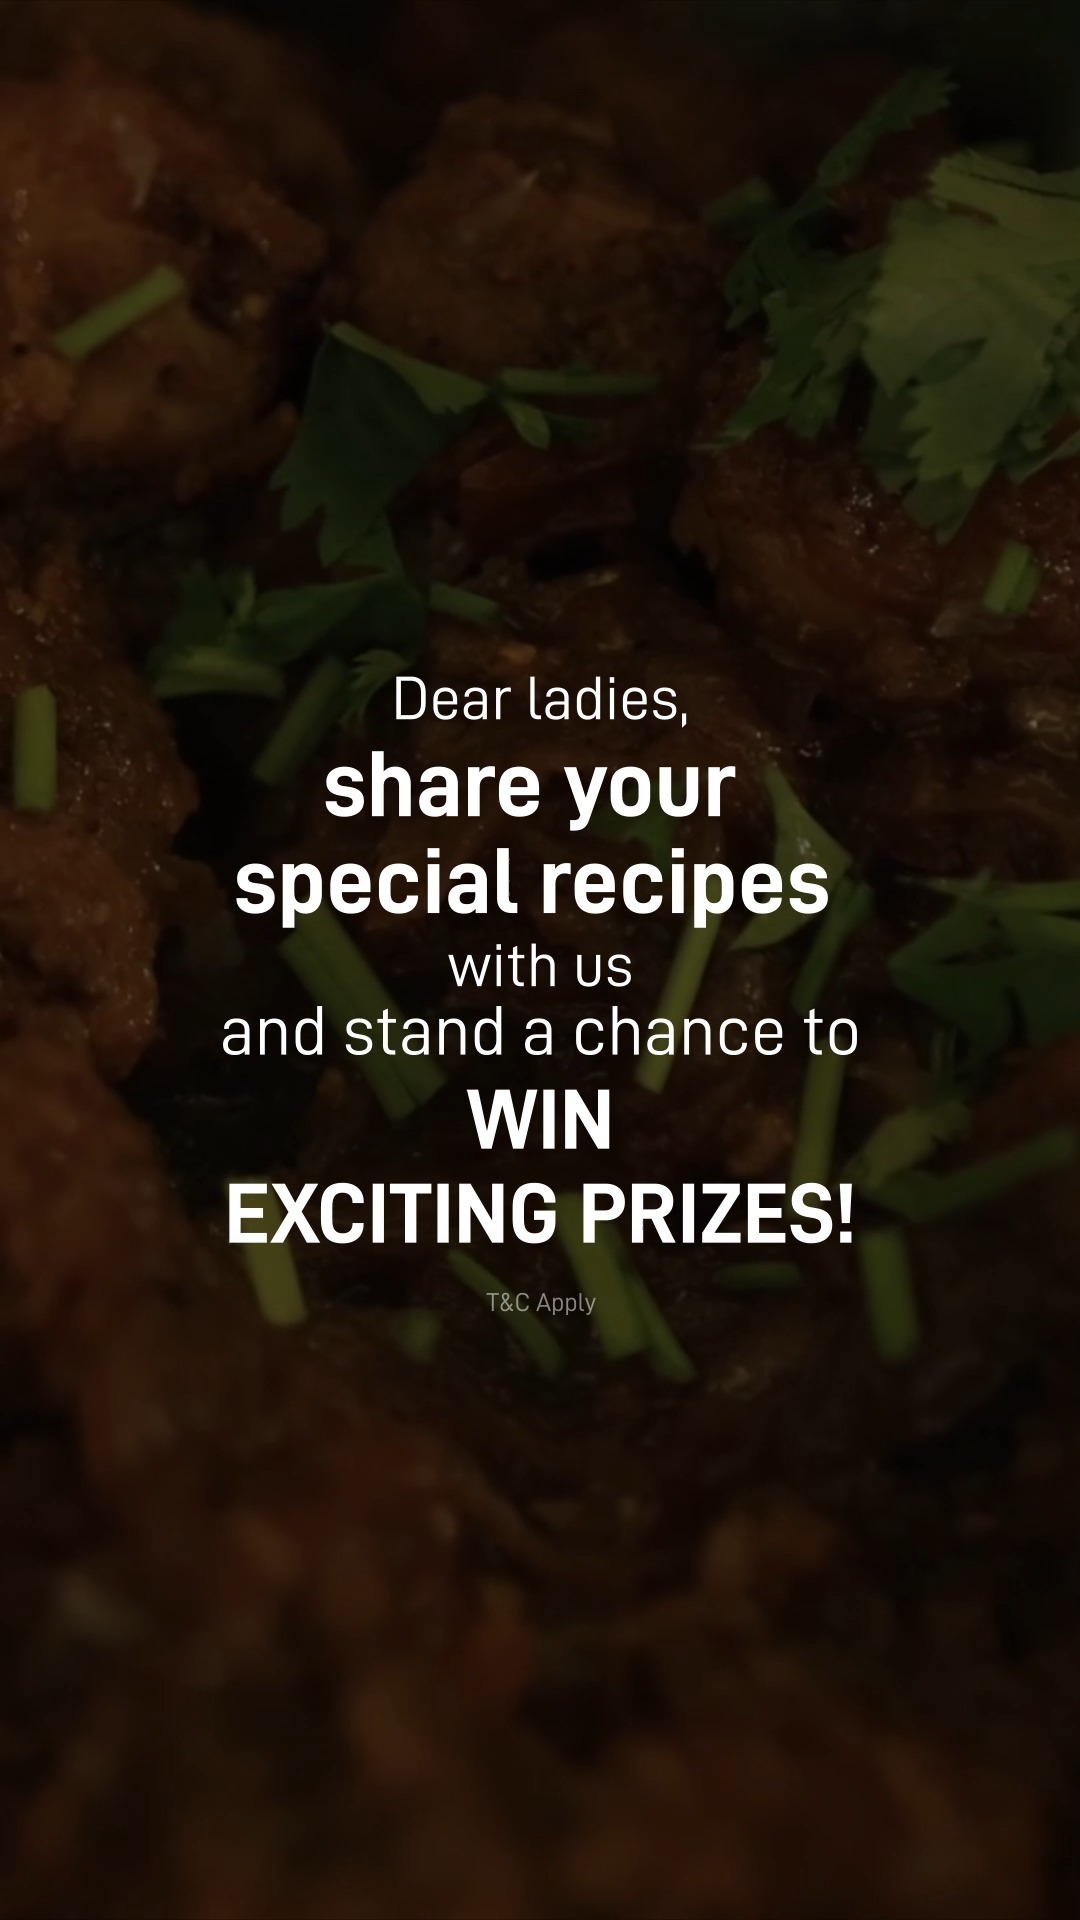 Dear ladies,
share your
special recipes
with us
and stand a chance to
WIN
EXCITING PRIZES!
T&C Apply